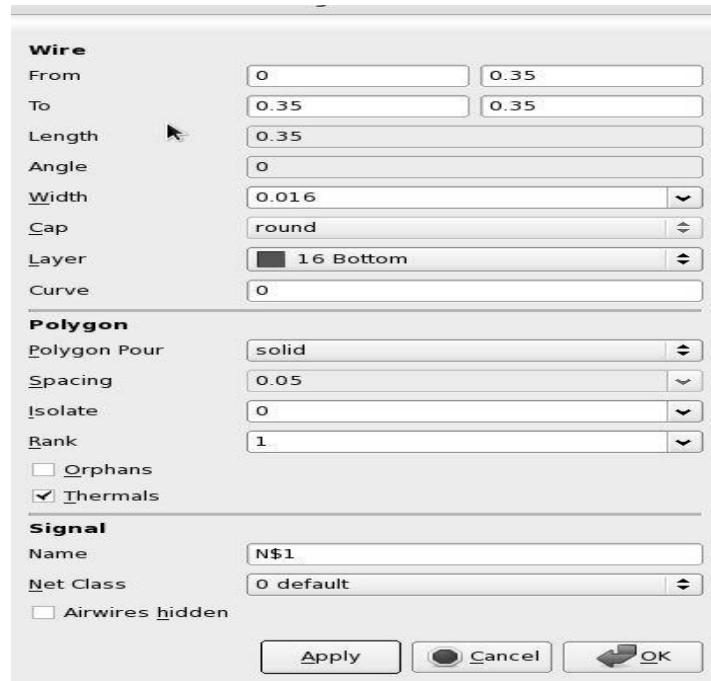 Wire
From 0 0.35
To 0.35 0.35
Length 0.35
Angle 0
Width 0.016
Cap round
Layer 16 Bottom
Curve 0
Polygon
Polygon Pour solid
Spacing 0.05
Isolate 0
Rank 1
Orphans
Thermals
Signal
Name N$1
Net Class 0 default
Airwires hidden
Apply Cancel OK